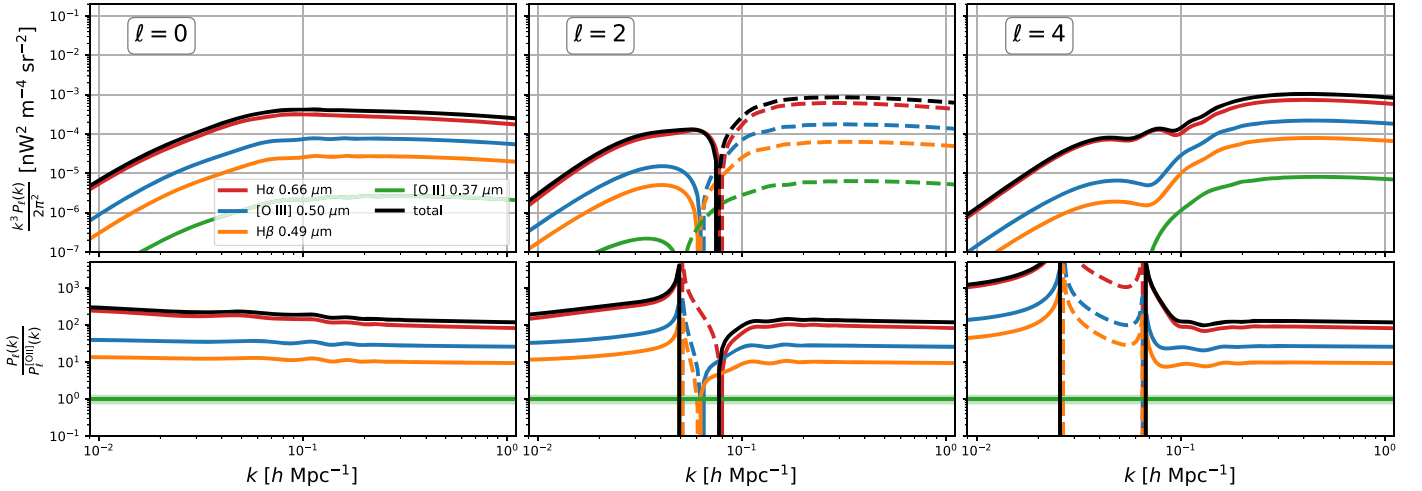 ℓ = 0
ℓ = 2
ℓ = 4
10⁻¹
10⁻²
10⁻³
10⁻⁴
10⁻⁵
10⁻⁶
10⁻⁷
k³ Pₗ(k) / 2π² [nW² m⁻⁴ sr⁻²]
Hα 0.66 μm
[O III] 0.50 μm
Hβ 0.49 μm
[O II] 0.37 μm
total
10³
10²
10¹
10⁰
10⁻¹
Pₗ(k) / Pₗ^[OII](k)
10⁻² 10⁻¹ 10⁰
10⁻² 10⁻¹ 10⁰
10⁻² 10⁻¹ 10⁰
k [h Mpc⁻¹]
k [h Mpc⁻¹]
k [h Mpc⁻¹]